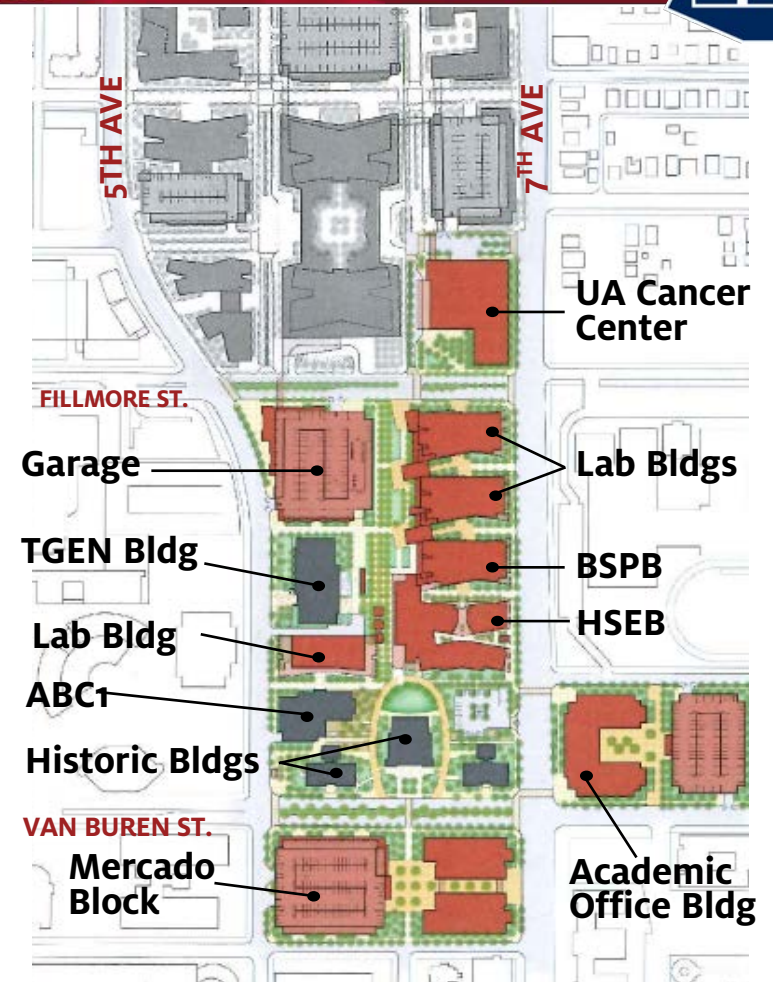 5TH AVE
7TH AVE
UA Cancer
Center
FILLMORE ST.
Garage
Lab Bldgs
TGEN Bldg
BSPB
HSEB
Lab Bldg
ABC1
Historic Bldgs
VAN BUREN ST.
Mercado
Block
Academic
Office Bldg